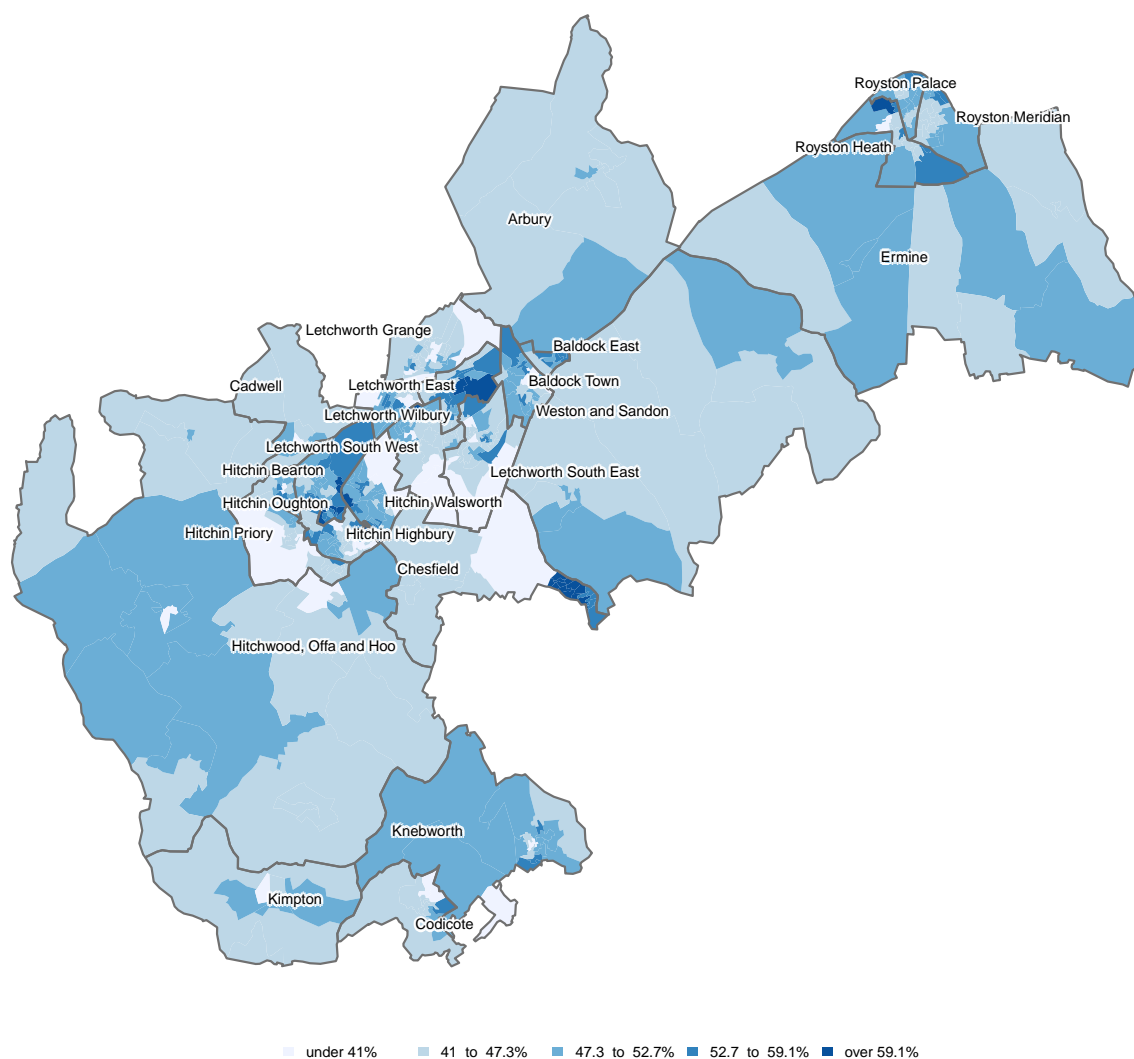 Royston Palace
Royston Meridian
Royston Heath
Arbury
Ermine
Letchworth Grange
Baldock East
Cadwell
Letchworth East
Baldock Town
Letchworth Wilbury
Weston and Sandon
Letchworth South West
Hitchin Bearton
Letchworth South East
Hitchin Oughton
Hitchin Walsworth
Hitchin Priory
Hitchin Highbury
Chesfield
Hitchwood, Offa and Hoo
Knebworth
Kimpton
Codicote
under 41%
41 to 47.3%
47.3 to 52.7%
52.7 to 59.1%
over 59.1%